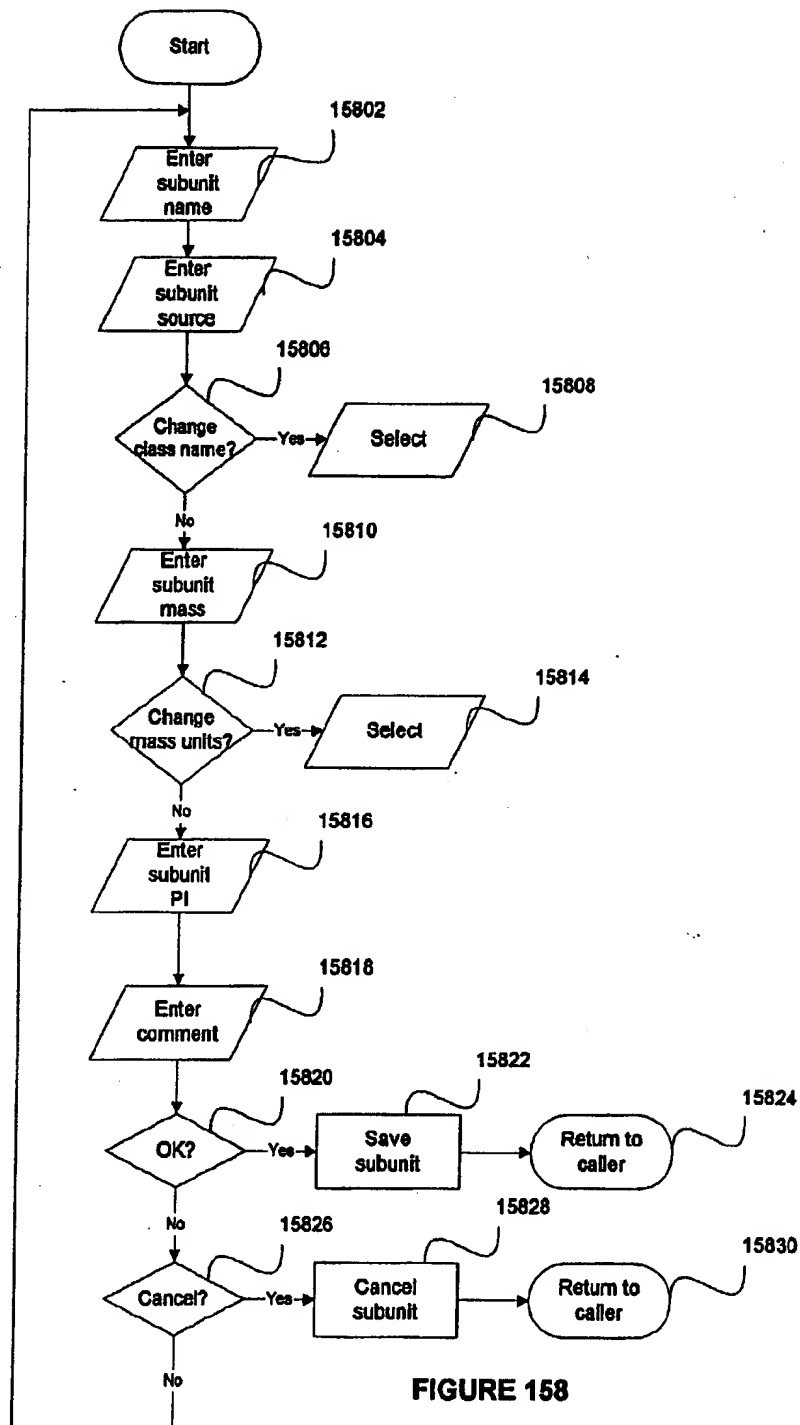 Start
15802
Enter
subunit
name
15804
Enter
subunit
source
15806
Change
class name?
Yes
15808
Select
No
15810
Enter
subunit
mass
15812
Change
mass units?
Yes
15814
Select
No
15816
Enter
subunit
PI
15818
Enter
comment
15820
OK?
Yes
15822
Save
subunit
15824
Return to
caller
No
15826
Cancel?
Yes
15828
Cancel
subunit
15830
Return to
caller
No
FIGURE 158